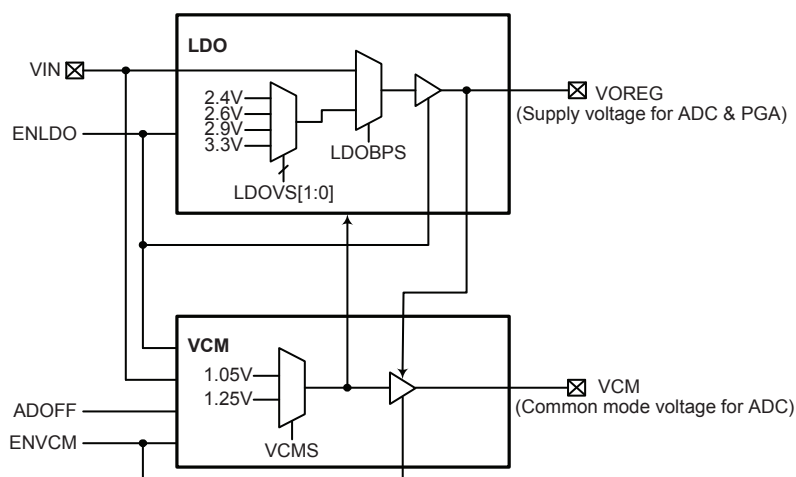 LDO
VIN
2.4V
2.6V
2.9V
3.3V
VOREG
(Supply voltage for ADC & PGA)
ENLDO
LDOBPS
LDOVS[1:0]
VCM
1.05V
1.25V
VCM
(Common mode voltage for ADC)
ADOFF
ENVCM
VCMS